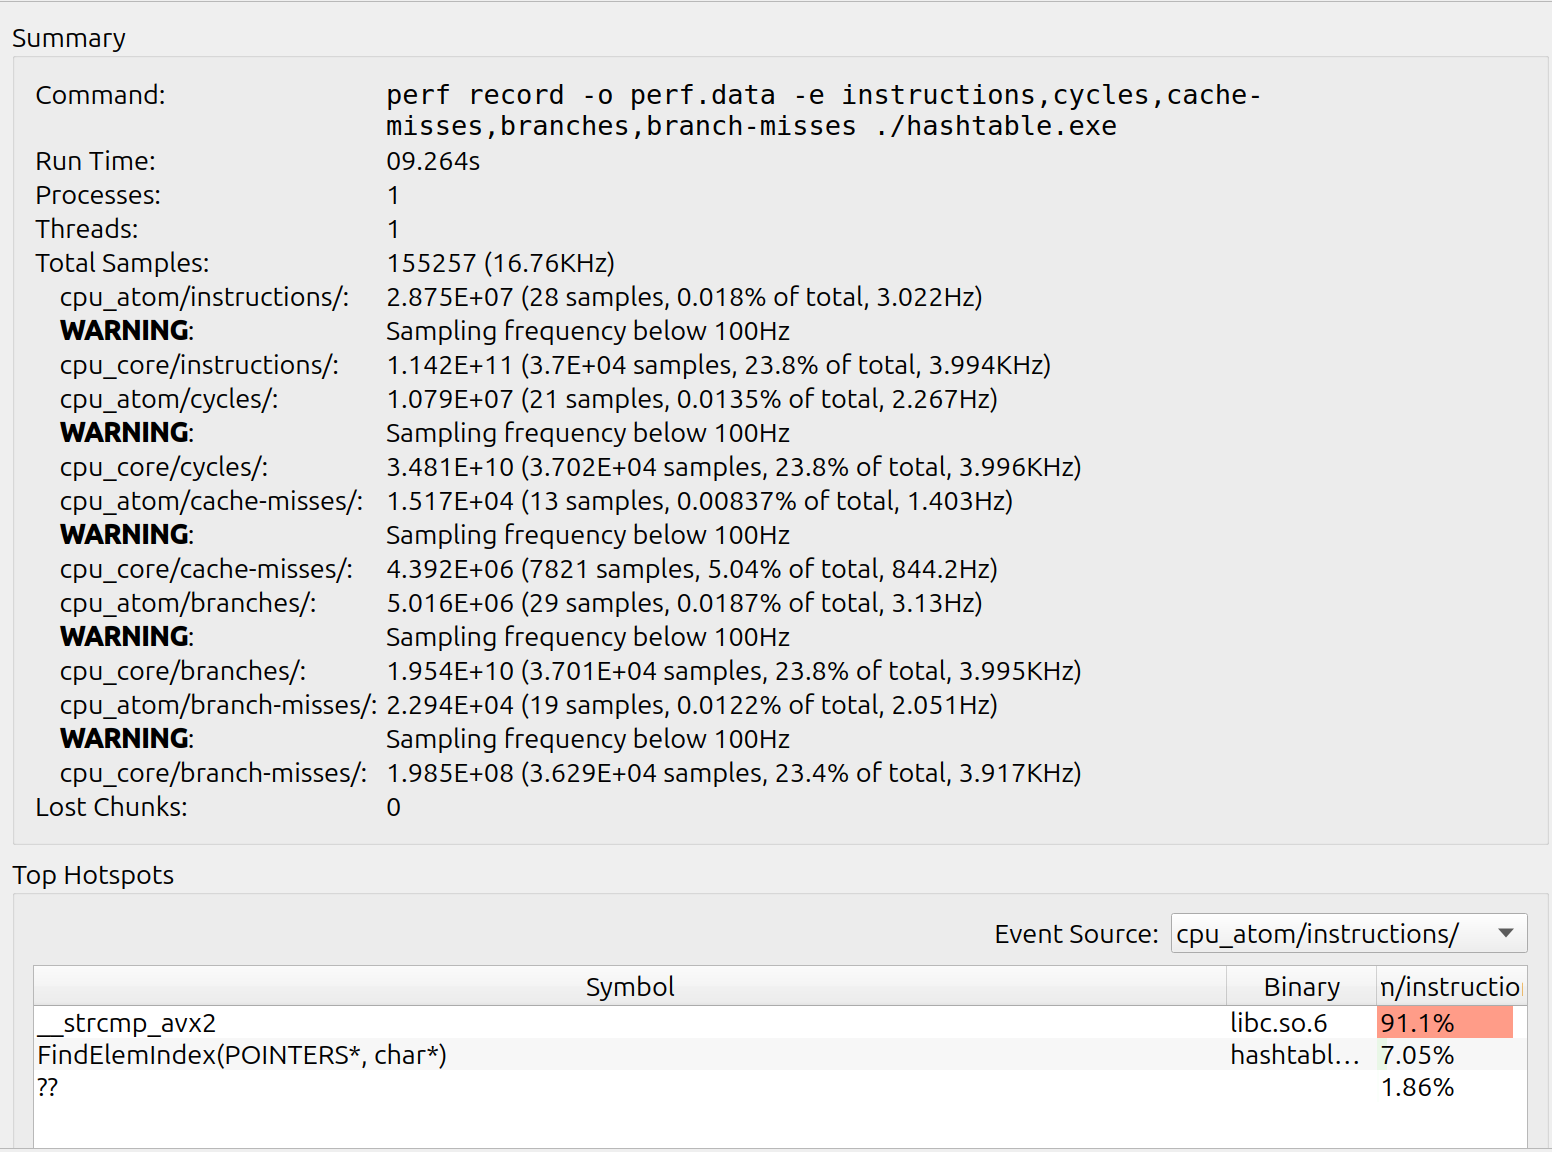 Summary
Command: perf record -o perf.data -e instructions,cycles,cache-
misses,branches,branch-misses ./hashtable.exe
Run Time: 09.264s
Processes: 1
Threads: 1
Total Samples: 155257 (16.76KHz)
cpu_atom/instructions/: 2.875E+07 (28 samples, 0.018% of total, 3.022Hz)
WARNING: Sampling frequency below 100Hz
cpu_core/instructions/: 1.142E+11 (3.7E+04 samples, 23.8% of total, 3.994KHz)
cpu_atom/cycles/: 1.079E+07 (21 samples, 0.0135% of total, 2.267Hz)
WARNING: Sampling frequency below 100Hz
cpu_core/cycles/: 3.481E+10 (3.702E+04 samples, 23.8% of total, 3.996KHz)
cpu_atom/cache-misses/: 1.517E+04 (13 samples, 0.00837% of total, 1.403Hz)
WARNING: Sampling frequency below 100Hz
cpu_core/cache-misses/: 4.392E+06 (7821 samples, 5.04% of total, 844.2Hz)
cpu_atom/branches/: 5.016E+06 (29 samples, 0.0187% of total, 3.13Hz)
WARNING: Sampling frequency below 100Hz
cpu_core/branches/: 1.954E+10 (3.701E+04 samples, 23.8% of total, 3.995KHz)
cpu_atom/branch-misses/: 2.294E+04 (19 samples, 0.0122% of total, 2.051Hz)
WARNING: Sampling frequency below 100Hz
cpu_core/branch-misses/: 1.985E+08 (3.629E+04 samples, 23.4% of total, 3.917KHz)
Lost Chunks: 0
Top Hotspots
Event Source: cpu_atom/instructions/
Symbol Binary n/instructio
__strcmp_avx2 libc.so.6 91.1%
FindElemIndex(POINTERS*, char*) hashtabl... 7.05%
?? 1.86%